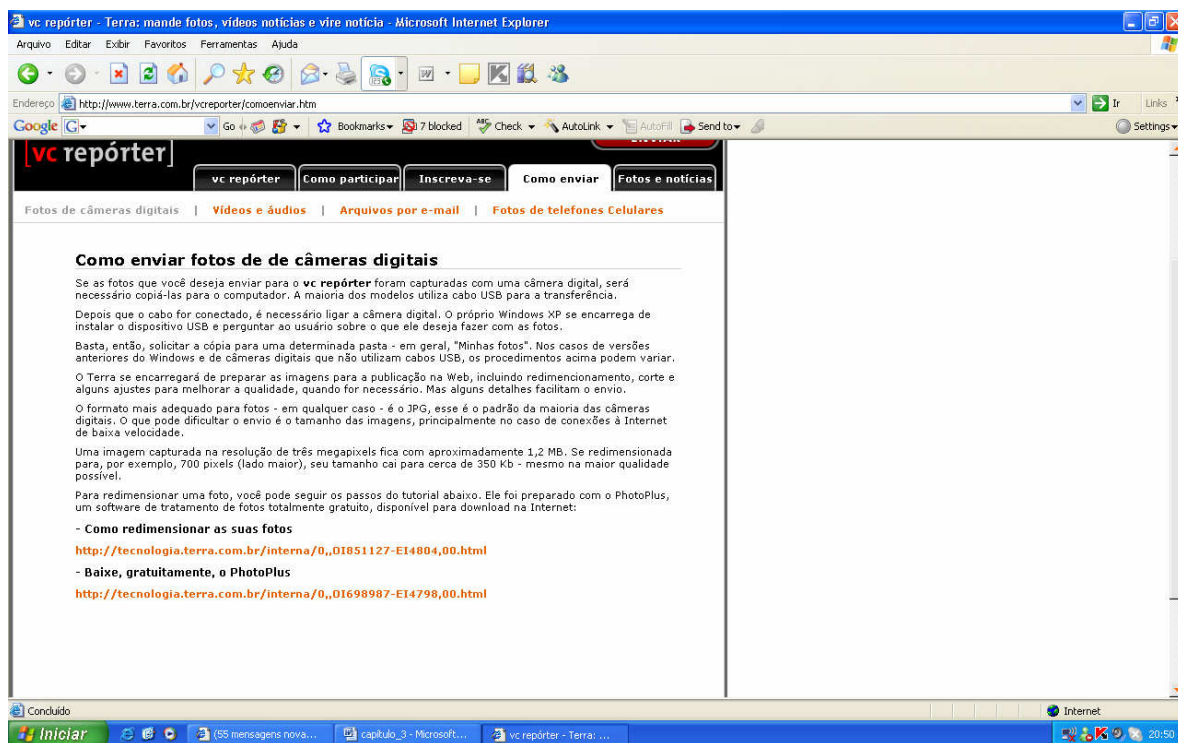 vc repórter - Terra: mande fotos, vídeos notícias e vire notícia - Microsoft Internet Explorer
Arquivo Editar Exibir Favoritos Ferramentas Ajuda
Endereço http://www.terra.com.br/vcreporter/comoenviar.htm Ir Links
Google Go Bookmarks 7 blocked Check AutoLink AutoFill Send to Settings
[vc repórter]
vc repórter Como participar Inscreva-se Como enviar Fotos e notícias
Fotos de câmeras digitais | Vídeos e áudios | Arquivos por e-mail | Fotos de telefones Celulares
Como enviar fotos de de câmeras digitais
Se as fotos que você deseja enviar para o vc repórter foram capturadas com uma câmera digital, será
necessário copiá-las para o computador. A maioria dos modelos utiliza cabo USB para a transferência.
Depois que o cabo for conectado, é necessário ligar a câmera digital. O próprio Windows XP se encarrega de
instalar o dispositivo USB e perguntar ao usuário sobre o que ele deseja fazer com as fotos.
Basta, então, solicitar a cópia para uma determinada pasta - em geral, "Minhas fotos". Nos casos de versões
anteriores do Windows e de câmeras digitais que não utilizam cabos USB, os procedimentos acima podem variar.
O Terra se encarregará de preparar as imagens para a publicação na Web, incluindo redimencionamento, corte e
alguns ajustes para melhorar a qualidade, quando for necessário. Mas alguns detalhes facilitam o envio.
O formato mais adequado para fotos - em qualquer caso - é o JPG, esse é o padrão da maioria das câmeras
digitais. O que pode dificultar o envio é o tamanho das imagens, principalmente no caso de conexões à Internet
de baixa velocidade.
Uma imagem capturada na resolução de três megapixels fica com aproximadamente 1,2 MB. Se redimensionada
para, por exemplo, 700 pixels (lado maior), seu tamanho cai para cerca de 350 Kb - mesmo na maior qualidade
possível.
Para redimensionar uma foto, você pode seguir os passos do tutorial abaixo. Ele foi preparado com o PhotoPlus,
um software de tratamento de fotos totalmente gratuito, disponível para download na Internet:
- Como redimensionar as suas fotos
http://tecnologia.terra.com.br/interna/0,,OI851127-EI4804,00.html
- Baixe, gratuitamente, o PhotoPlus
http://tecnologia.terra.com.br/interna/0,,OI698987-EI4798,00.html
Concluído Internet
Iniciar (55 mensagens nova... capitulo_3 - Microsoft... vc repórter - Terra: ... 20:50